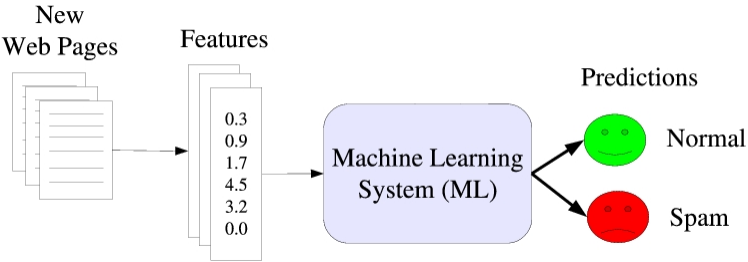 New
Web Pages
Features
0.3
0.9
1.7
4.5
3.2
0.0
Machine Learning
System (ML)
Predictions
Normal
Spam